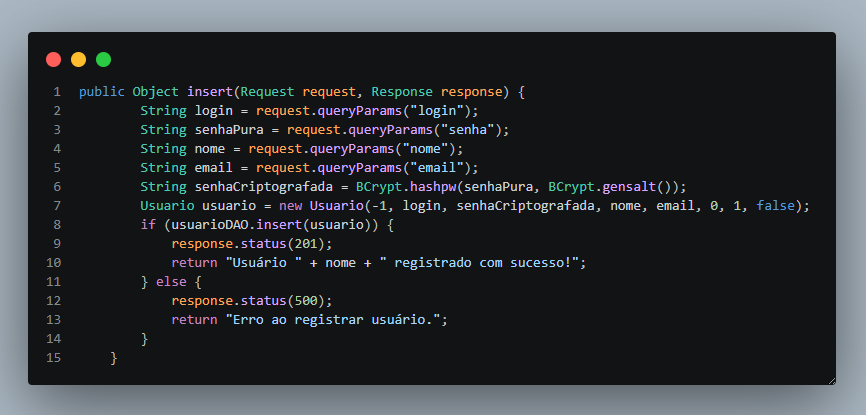 1 public Object insert(Request request, Response response) {
2 String login = request.queryParams("login");
3 String senhaPura = request.queryParams("senha");
4 String nome = request.queryParams("nome");
5 String email = request.queryParams("email");
6 String senhaCriptografada = BCrypt.hashpw(senhaPura, BCrypt.gensalt());
7 Usuario usuario = new Usuario(-1, login, senhaCriptografada, nome, email, 0, 1, false);
8 if (usuarioDAO.insert(usuario)) {
9 response.status(201);
10 return "Usuário " + nome + " registrado com sucesso!";
11 } else {
12 response.status(500);
13 return "Erro ao registrar usuário.";
14 }
15 }